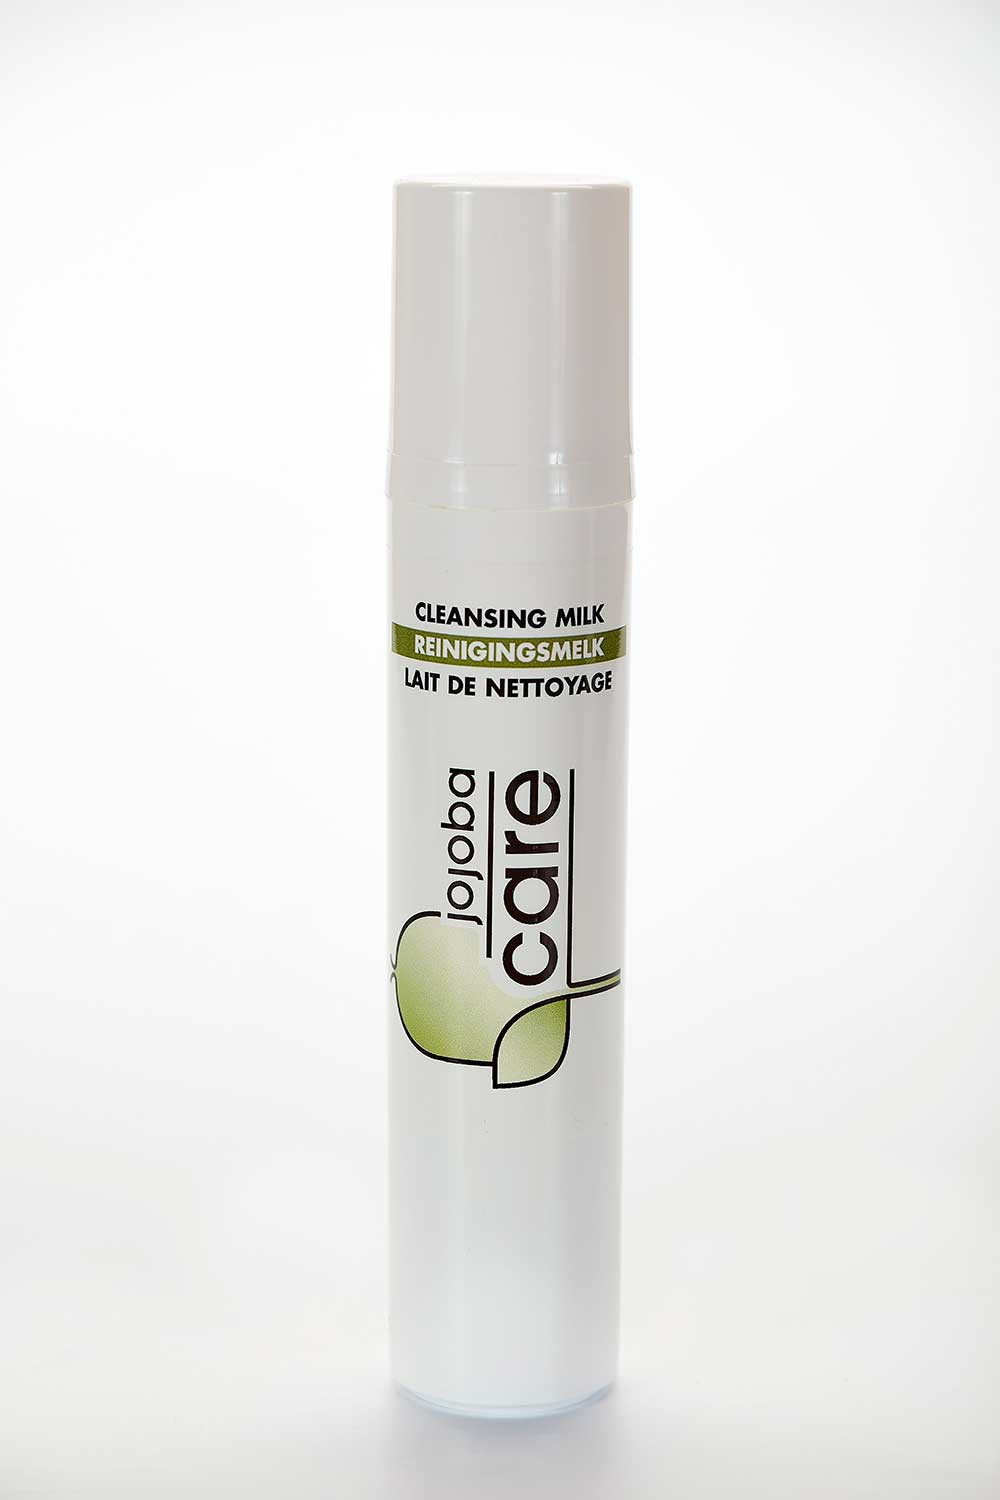 CLEANSING MILK
REINIGINGSMELK
LAIT DE NETTOYAGE
jojoba
care